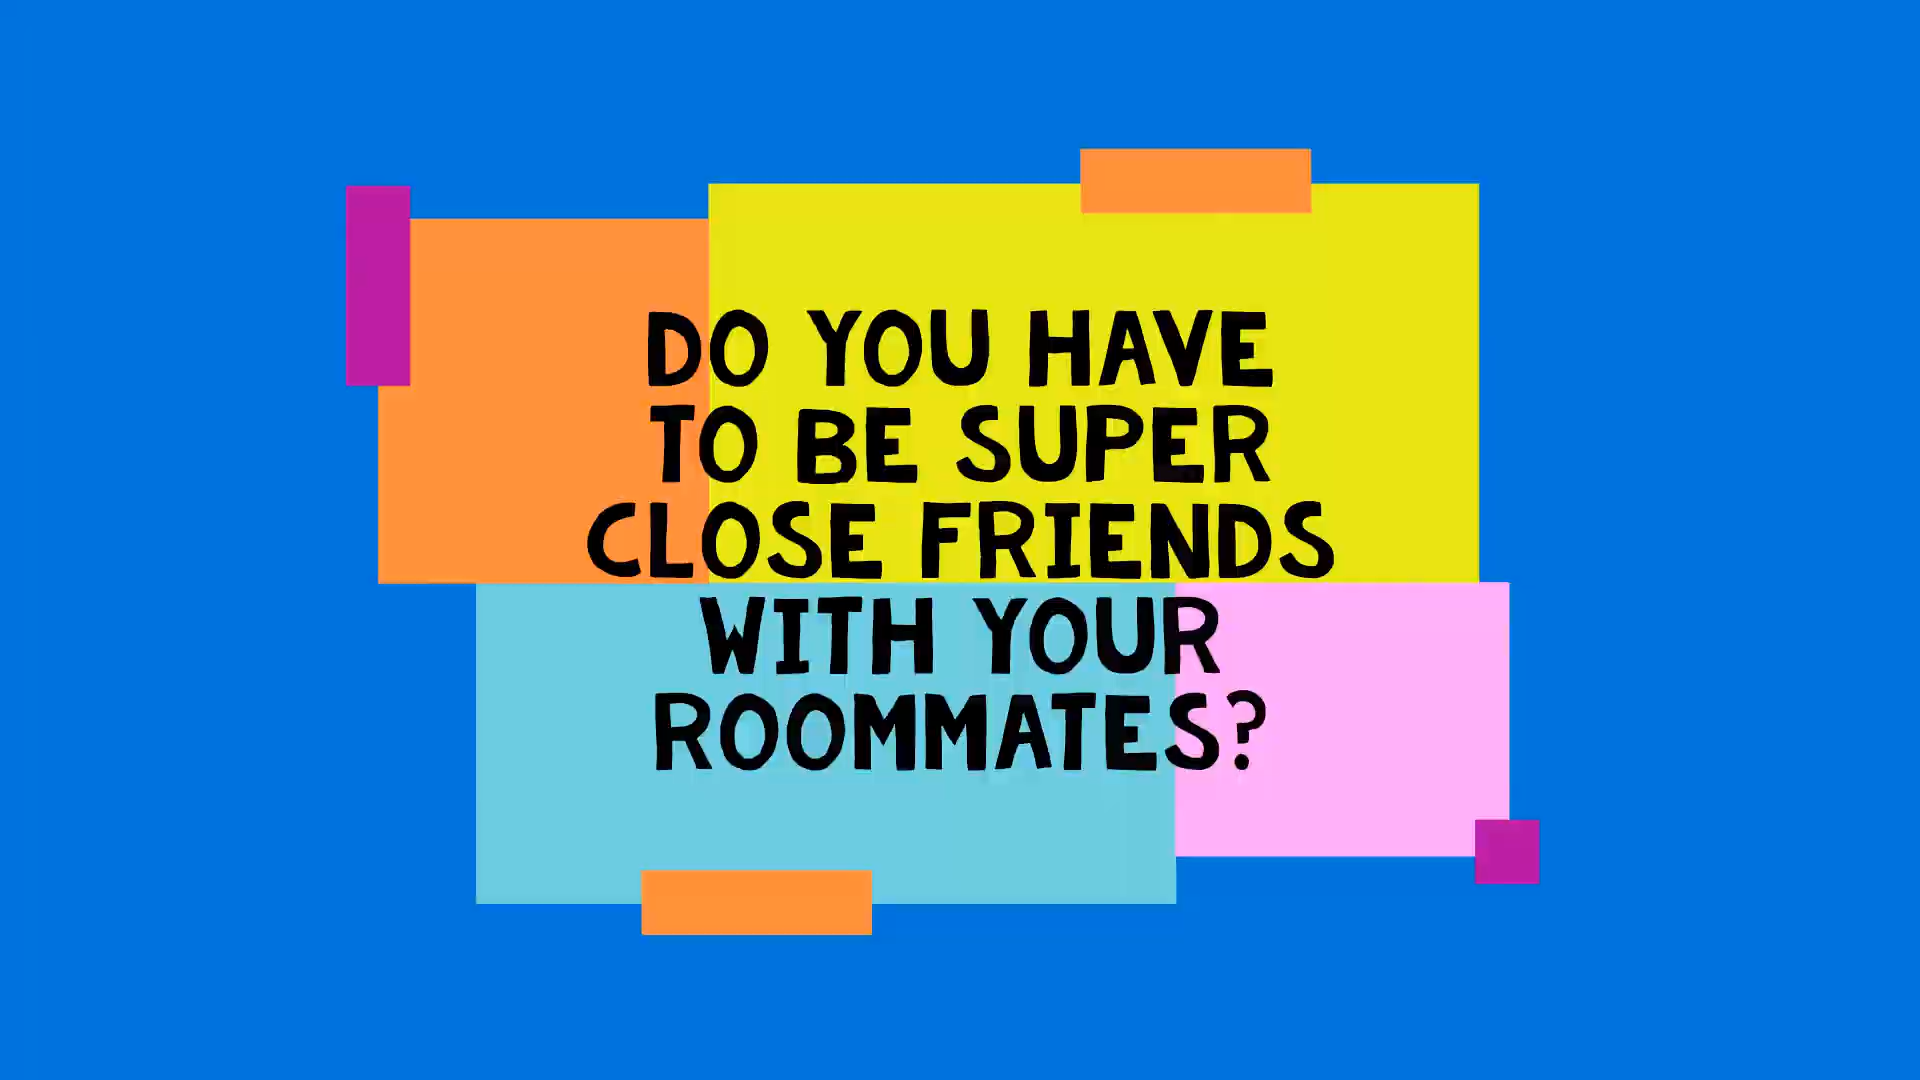 DO YOU HAVE
TO BE SUPER
CLOSE FRIENDS
WITH YOUR
ROOMMATES?